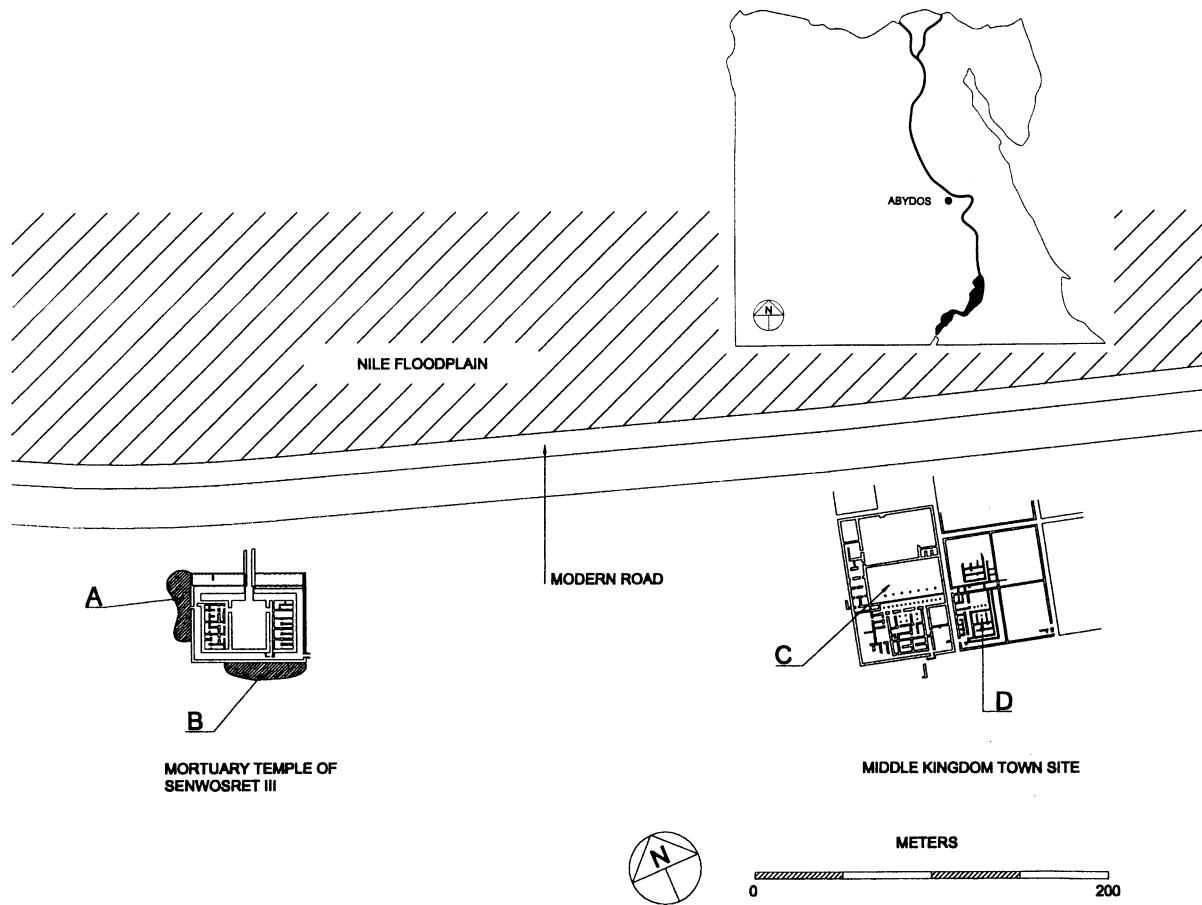 ABYDOS
N
NILE FLOODPLAIN
MODERN ROAD
A
B
C
D
MORTUARY TEMPLE OF
SENWOSRET III
MIDDLE KINGDOM TOWN SITE
N
METERS
0 200